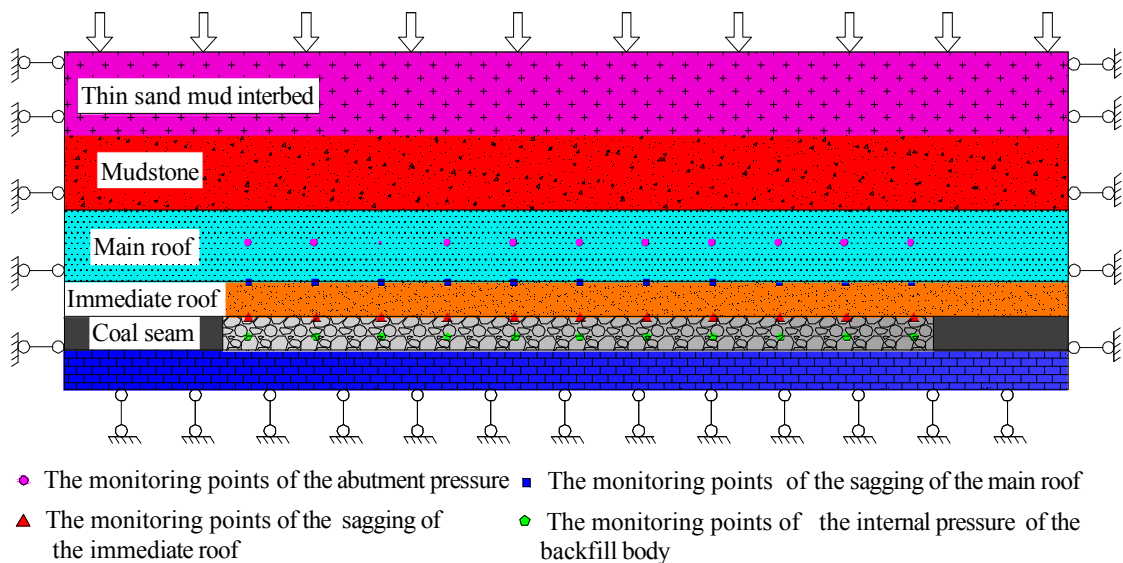 Thin sand mud interbed
Mudstone
Main roof
Immediate roof
Coal seam
The monitoring points of the abutment pressure
The monitoring points of the sagging of the main roof
The monitoring points of the sagging of
the immediate roof
The monitoring points of the internal pressure of the
backfill body